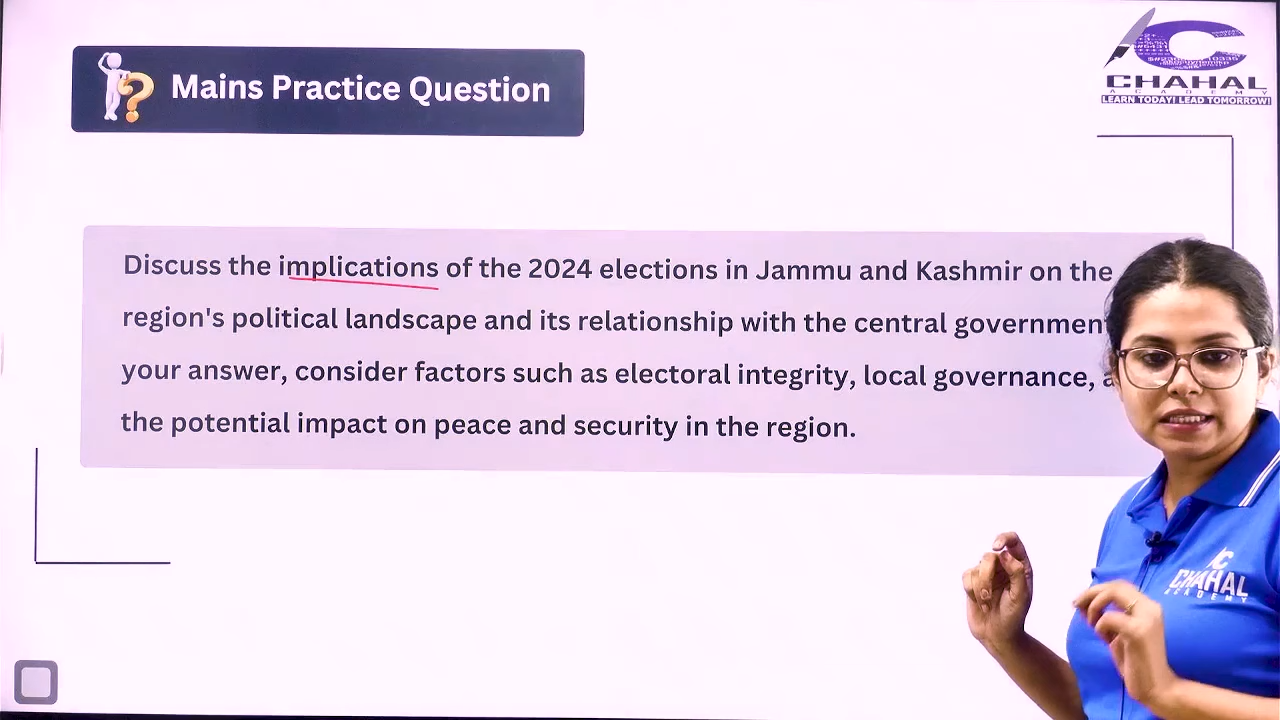 Mains Practice Question
CHAHAL
ACADEMY
LEARN TODAY! LEAD TOMORROW!
Discuss the implications of the 2024 elections in Jammu and Kashmir on the
region's political landscape and its relationship with the central
your answer, consider factors such as electoral integrity, local governance,
the potential impact on peace and security in the region.
CHAHAL
ACADEMY